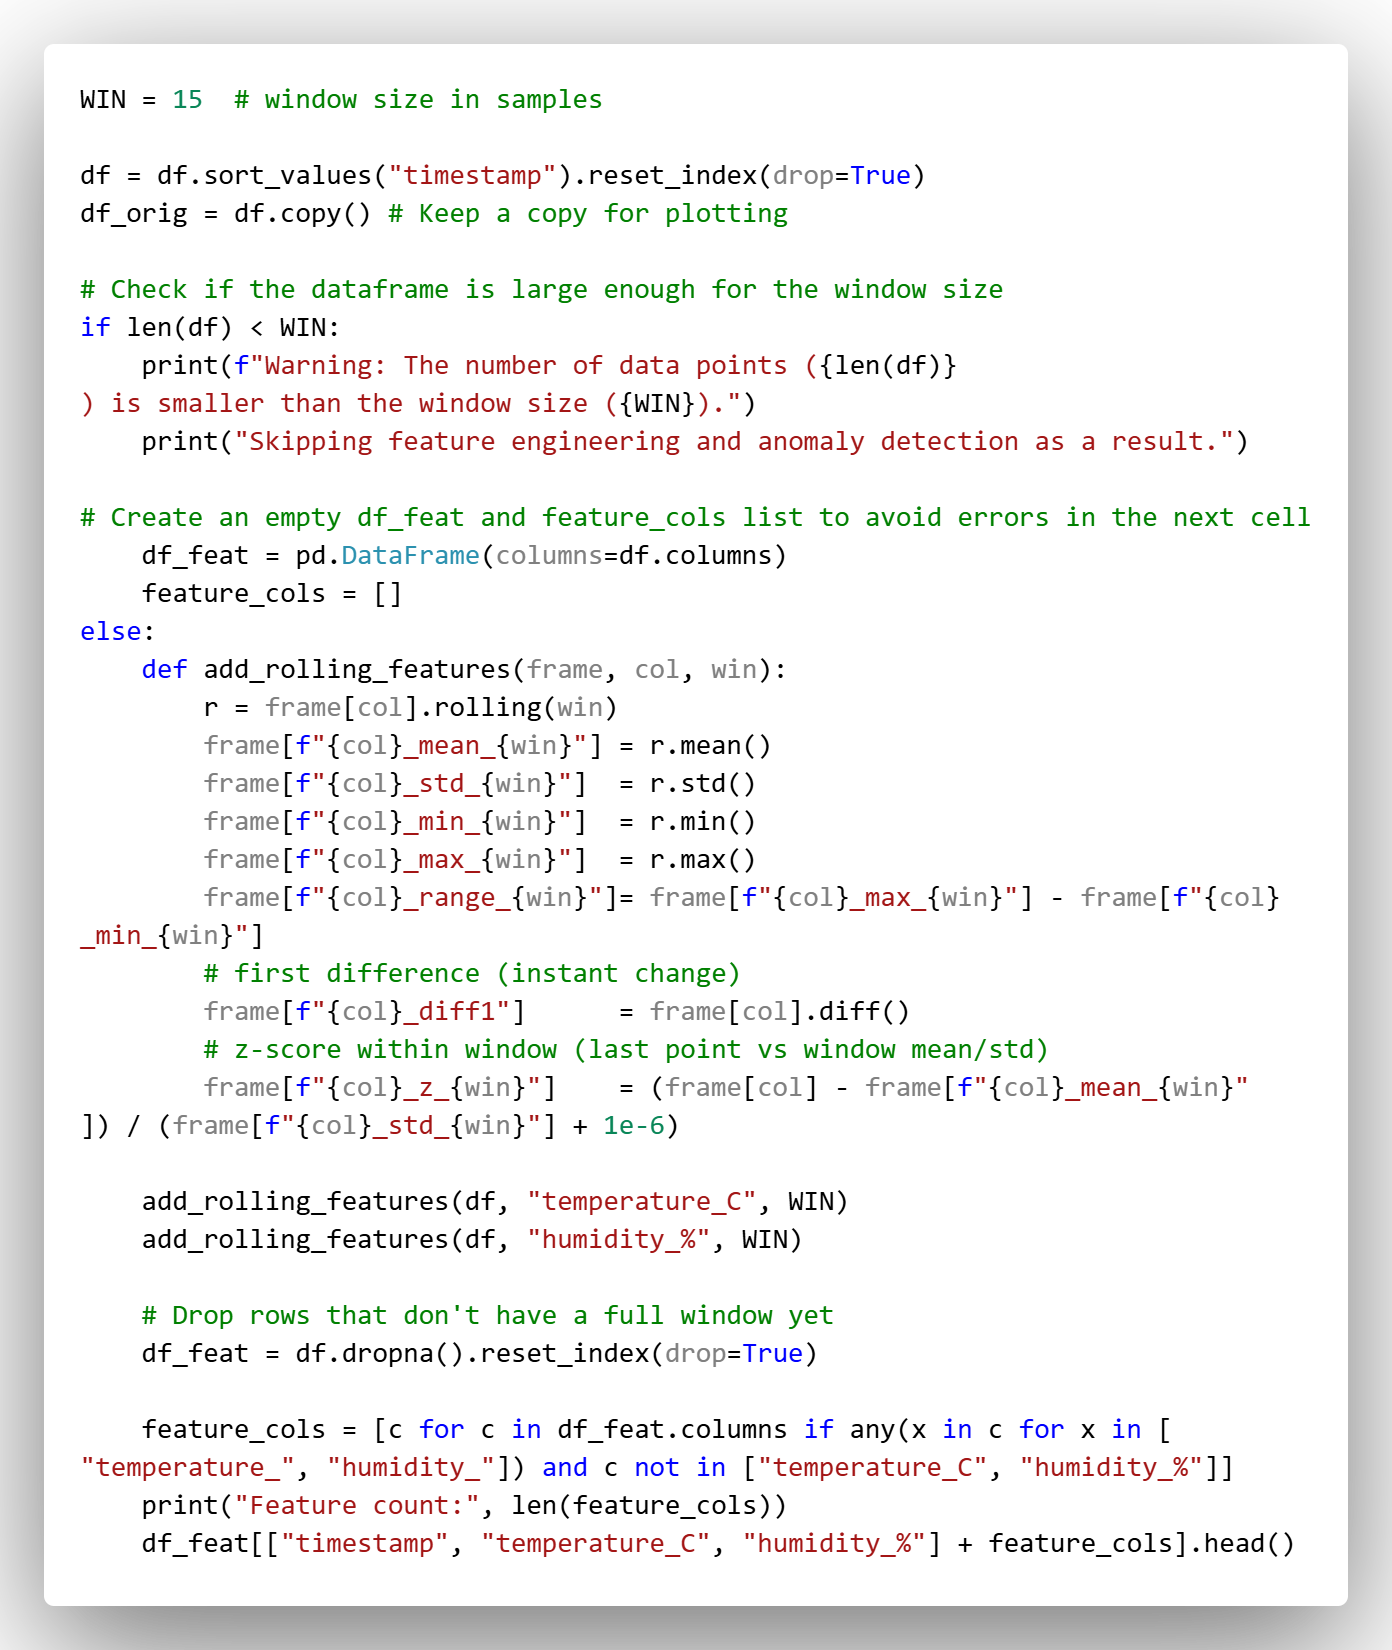 WIN = 15  # window size in samples

df = df.sort_values("timestamp").reset_index(drop=True)
df_orig = df.copy() # Keep a copy for plotting

# Check if the dataframe is large enough for the window size
if len(df) < WIN:
    print(f"Warning: The number of data points ({len(df)}
) is smaller than the window size ({WIN}).")
    print("Skipping feature engineering and anomaly detection as a result.")

# Create an empty df_feat and feature_cols list to avoid errors in the next cell
    df_feat = pd.DataFrame(columns=df.columns)
    feature_cols = []
else:
    def add_rolling_features(frame, col, win):
        r = frame[col].rolling(win)
        frame[f"{col}_mean_{win}"] = r.mean()
        frame[f"{col}_std_{win}"]  = r.std()
        frame[f"{col}_min_{win}"]  = r.min()
        frame[f"{col}_max_{win}"]  = r.max()
        frame[f"{col}_range_{win}"]= frame[f"{col}_max_{win}"] - frame[f"{col}
_min_{win}"]
        # first difference (instant change)
        frame[f"{col}_diff1"]      = frame[col].diff()
        # z-score within window (last point vs window mean/std)
        frame[f"{col}_z_{win}"]    = (frame[col] - frame[f"{col}_mean_{win}"
]) / (frame[f"{col}_std_{win}"] + 1e-6)

    add_rolling_features(df, "temperature_C", WIN)
    add_rolling_features(df, "humidity_%", WIN)

    # Drop rows that don't have a full window yet
    df_feat = df.dropna().reset_index(drop=True)

    feature_cols = [c for c in df_feat.columns if any(x in c for x in [
"temperature_", "humidity_"]) and c not in ["temperature_C", "humidity_%"]]
    print("Feature count:", len(feature_cols))
    df_feat[["timestamp", "temperature_C", "humidity_%"] + feature_cols].head()